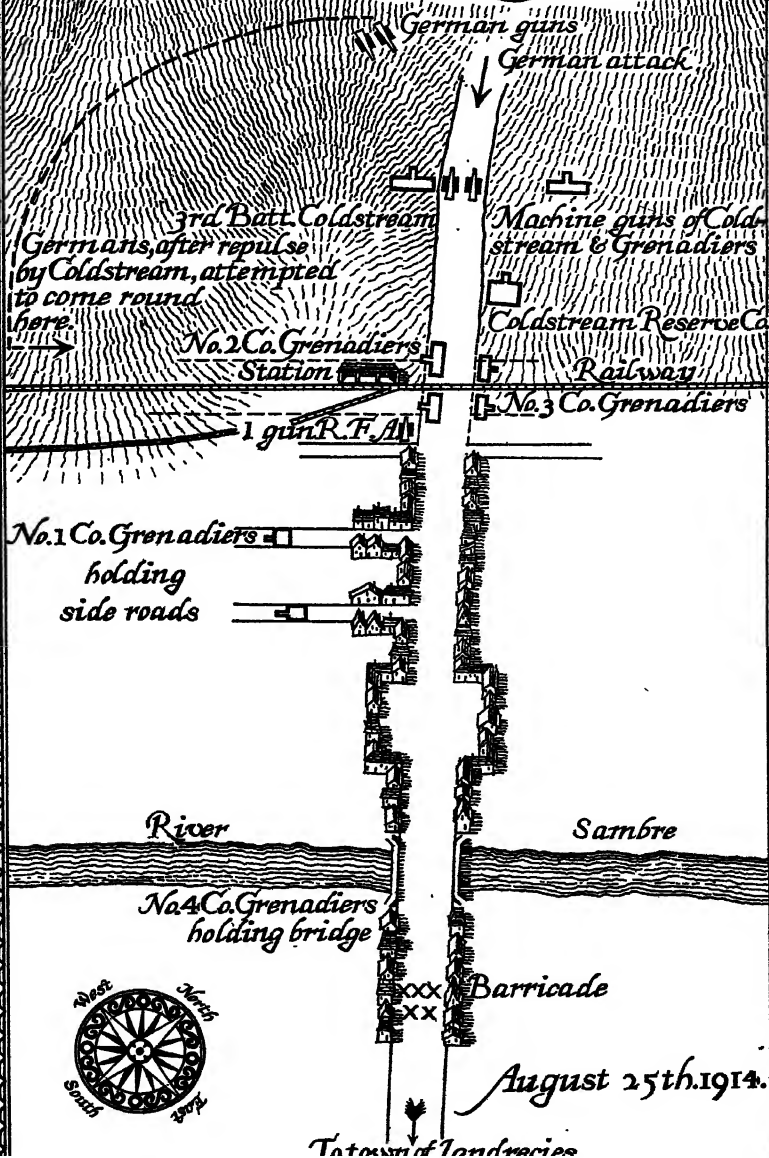 German guns
German attack
3rd Batt. Coldstream
Machine guns of Cold-
stream & Grenadiers
Germans, after repulse
by Coldstream, attempted
to come round
here.
Coldstream Reserve Co.
No. 2 Co. Grenadiers
Station
Railway
No. 3 Co. Grenadiers
1 gun R.F.A.
No. 1 Co. Grenadiers
holding
side roads
River
Sambre
No. 4 Co. Grenadiers
holding bridge
Barricade
XXX
XX
West
North
South
East
August 25th. 1914.
To town of Landrecies